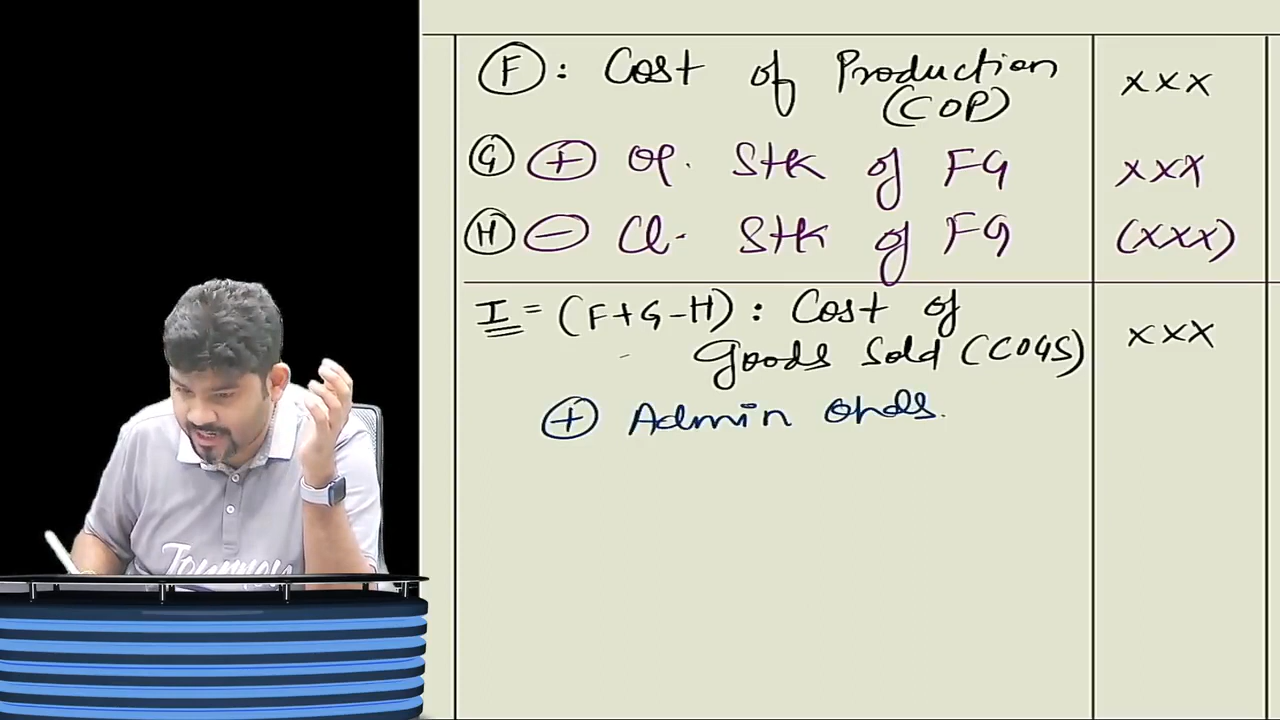 F : Cost of Production xxx
(COP)
G + Op. Stk of FG xxx
H - Cl. Stk of FG (xxx)
I = (F+G-H) : Cost of
Goods Sold (COGS) xxx
+ Admin OHds.